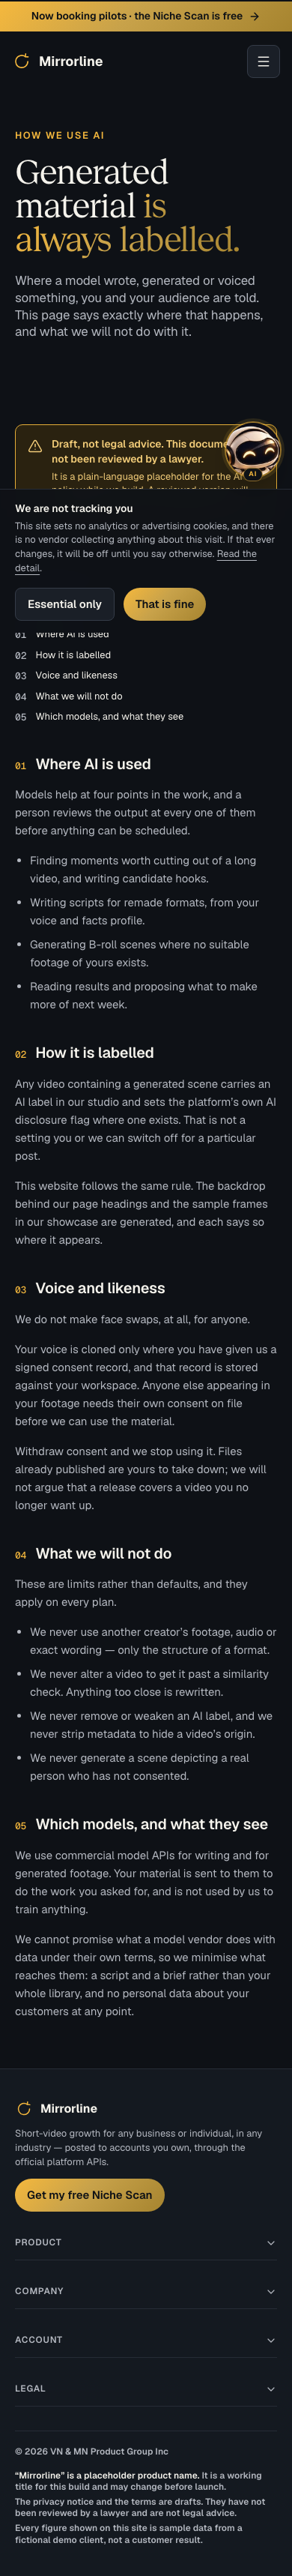 Now booking pilots · the Niche Scan is free →
Mirrorline
HOW WE USE AI
Generated
material is
always labelled.
Where a model wrote, generated or voiced
something, you and your audience are told.
This page says exactly where that happens,
and what we will not do with it.
Draft, not legal advice. This
not been reviewed by a lawyer.
It is a plain-language placeholder for the AI
AI
We are not tracking you
This site sets no analytics or advertising cookies, and there
is no vendor collecting anything about this visit. If that ever
changes, it will be off until you say otherwise. Read the
detail.
Essential only
That is fine
01 Where AI is used
02 How it is labelled
03 Voice and likeness
04 What we will not do
05 Which models, and what they see
01 Where AI is used
Models help at four points in the work, and a
person reviews the output at every one of them
before anything can be scheduled.
• Finding moments worth cutting out of a long
video, and writing candidate hooks.
• Writing scripts for remade formats, from your
voice and facts profile.
• Generating B-roll scenes where no suitable
footage of yours exists.
• Reading results and proposing what to make
more of next week.
02 How it is labelled
Any video containing a generated scene carries an
AI label in our studio and sets the platform’s own AI
disclosure flag where one exists. That is not a
setting you or we can switch off for a particular
post.
This website follows the same rule. The backdrop
behind our page headings and the sample frames
in our showcase are generated, and each says so
where it appears.
03 Voice and likeness
We do not make face swaps, at all, for anyone.
Your voice is cloned only where you have given us a
signed consent record, and that record is stored
against your workspace. Anyone else appearing in
your footage needs their own consent on file
before we can use the material.
Withdraw consent and we stop using it. Files
already published are yours to take down; we will
not argue that a release covers a video you no
longer want up.
04 What we will not do
These are limits rather than defaults, and they
apply on every plan.
• We never use another creator’s footage, audio or
exact wording — only the structure of a format.
• We never alter a video to get it past a similarity
check. Anything too close is rewritten.
• We never remove or weaken an AI label, and we
never strip metadata to hide a video’s origin.
• We never generate a scene depicting a real
person who has not consented.
05 Which models, and what they see
We use commercial model APIs for writing and for
generated footage. Your material is sent to them to
do the work you asked for, and is not used by us to
train anything.
We cannot promise what a model vendor does with
data under their own terms, so we minimise what
reaches them: a script and a brief rather than your
whole library, and no personal data about your
customers at any point.
Mirrorline
Short-video growth for any business or individual, in any
industry — posted to accounts you own, through the
official platform APIs.
Get my free Niche Scan
PRODUCT
COMPANY
ACCOUNT
LEGAL
© 2026 VN & MN Product Group Inc
“Mirrorline” is a placeholder product name. It is a working
title for this build and may change before launch.
The privacy notice and the terms are drafts. They have not
been reviewed by a lawyer and are not legal advice.
Every figure shown on this site is sample data from a
fictional demo client, not a customer result.